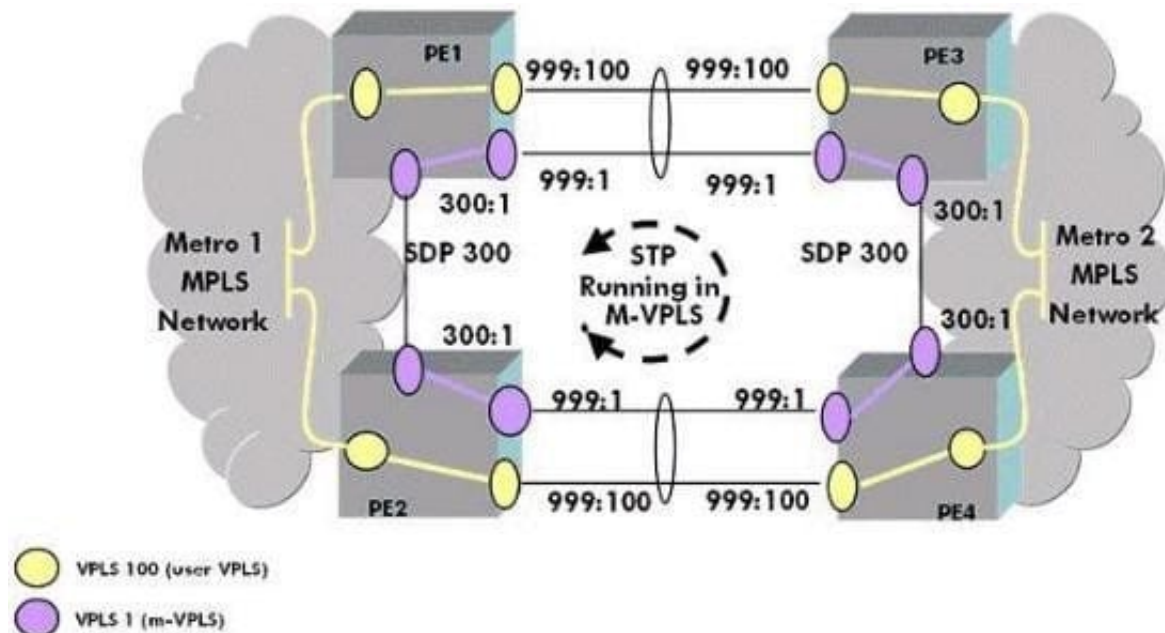 PE1
PE3
999:100
999:100
999:1
999:1
300:1
300:1
Metro 1
MPLS
Network
SDP 300
STP
Running in
M-VPLS
SDP 300
Metro 2
MPLS
Network
300:1
300:1
999:1
999:1
999:100
999:100
PE2
PE4
VPLS 100 (user VPLS)
VPLS 1 (m-VPLS)